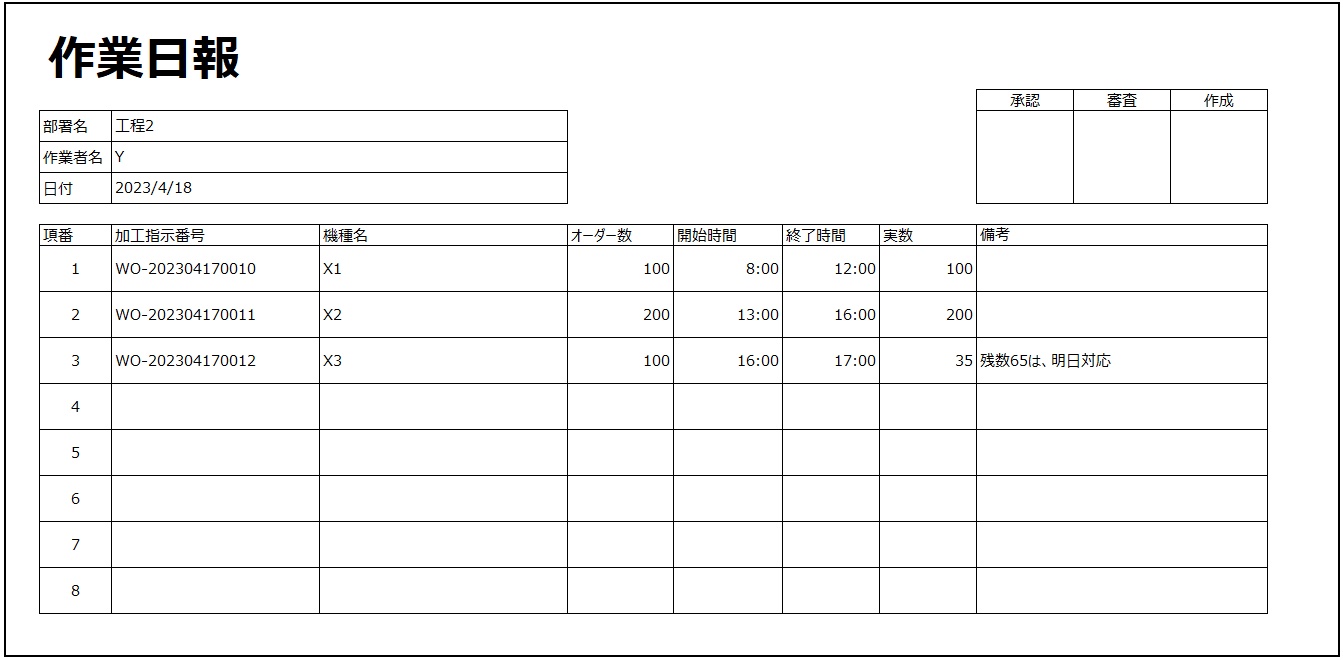 作業日報
承認 審査 作成
部署名 工程2
作業者名 Y
日付 2023/4/18
項番 加工指示番号 機種名 オーダー数 開始時間 終了時間 実数 備考
1 WO-202304170010 X1 100 8:00 12:00 100
2 WO-202304170011 X2 200 13:00 16:00 200
3 WO-202304170012 X3 100 16:00 17:00 35 残数65は、明日対応
4
5
6
7
8